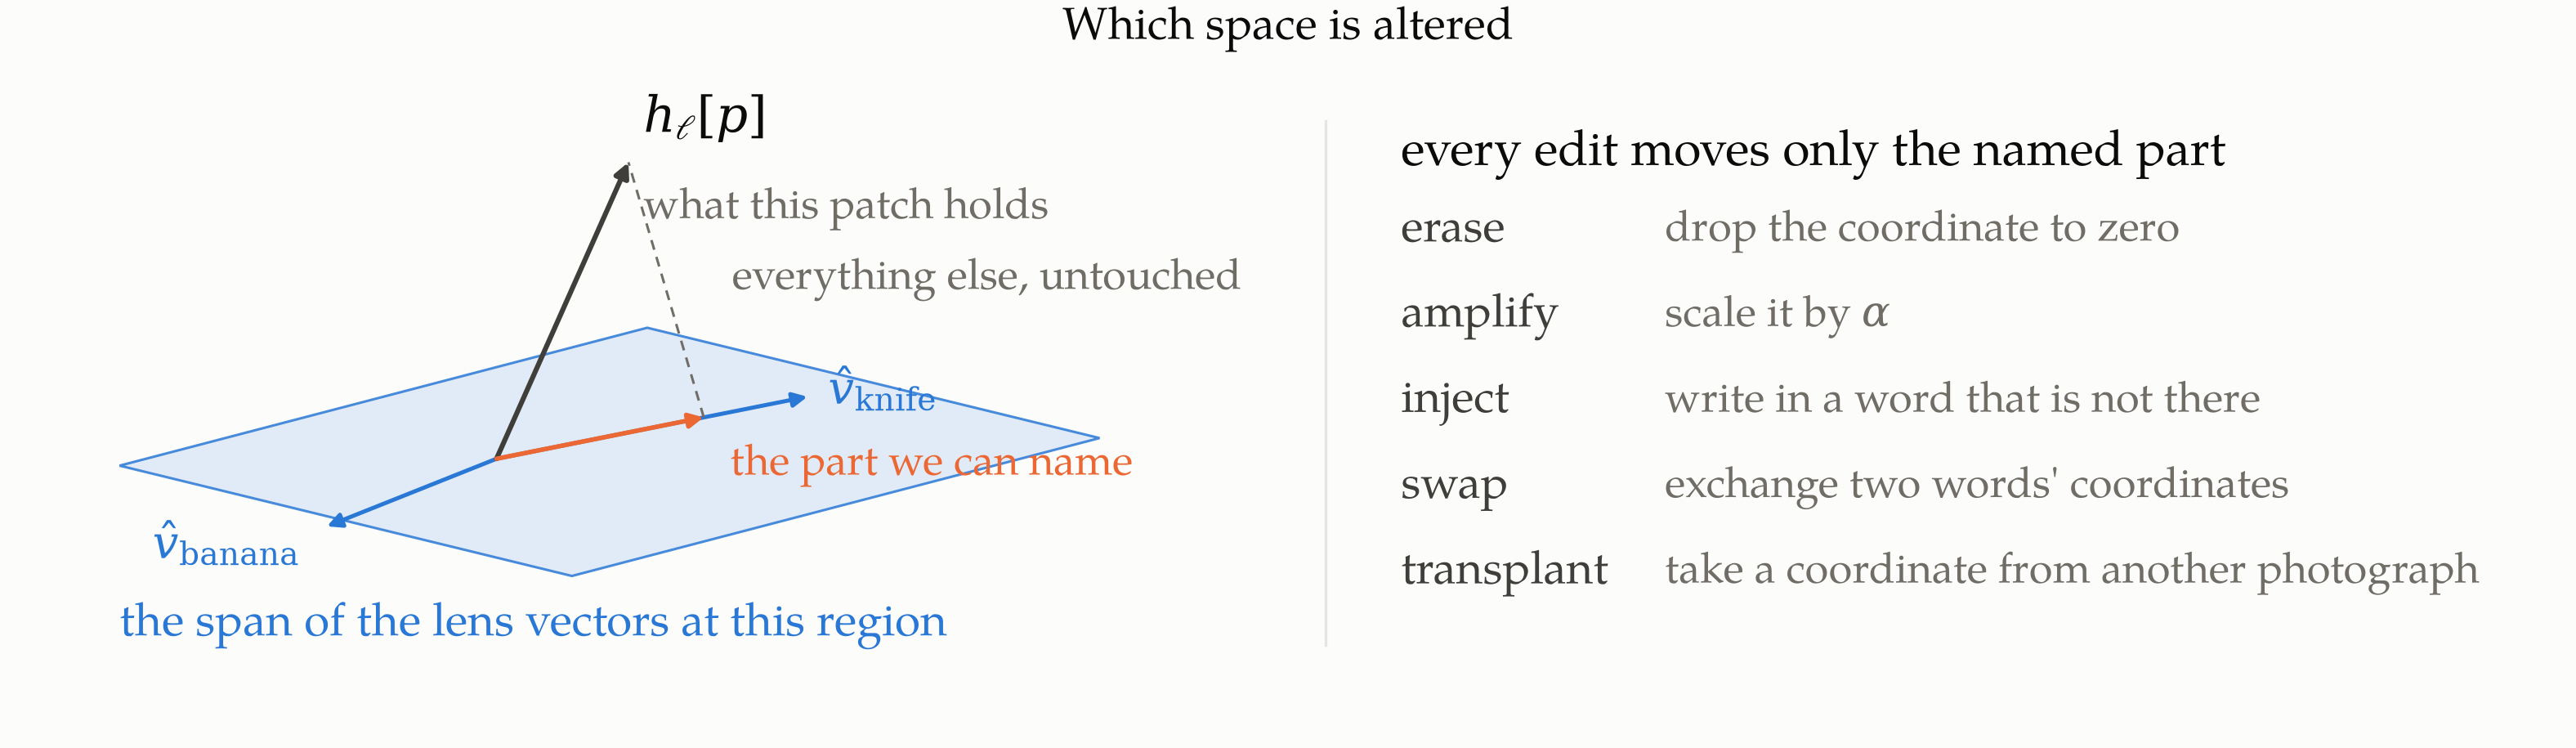 Which space is altered
h_ℓ[p]
what this patch holds
everything else, untouched
v̂_knife
the part we can name
v̂_banana
the span of the lens vectors at this region
every edit moves only the named part
erase drop the coordinate to zero
amplify scale it by α
inject write in a word that is not there
swap exchange two words' coordinates
transplant take a coordinate from another photograph